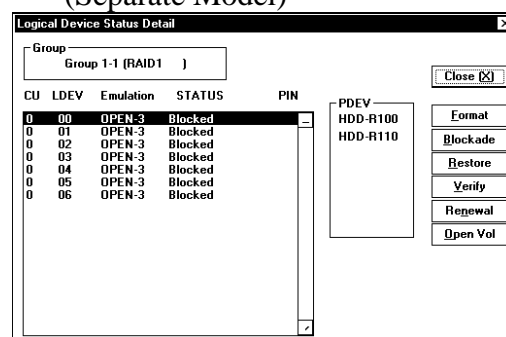 (Separate Model)
Logical Device Status Detail
Group
Group 1-1 (RAID1 )
Close (X)
CU LDEV Emulation STATUS PIN
PDEV
0 00 OPEN-3 Blocked
0 01 OPEN-3 Blocked
0 02 OPEN-3 Blocked
0 03 OPEN-3 Blocked
0 04 OPEN-3 Blocked
0 05 OPEN-3 Blocked
0 06 OPEN-3 Blocked
HDD-R100
HDD-R110
Format
Blockade
Restore
Verify
Renewal
Open Vol